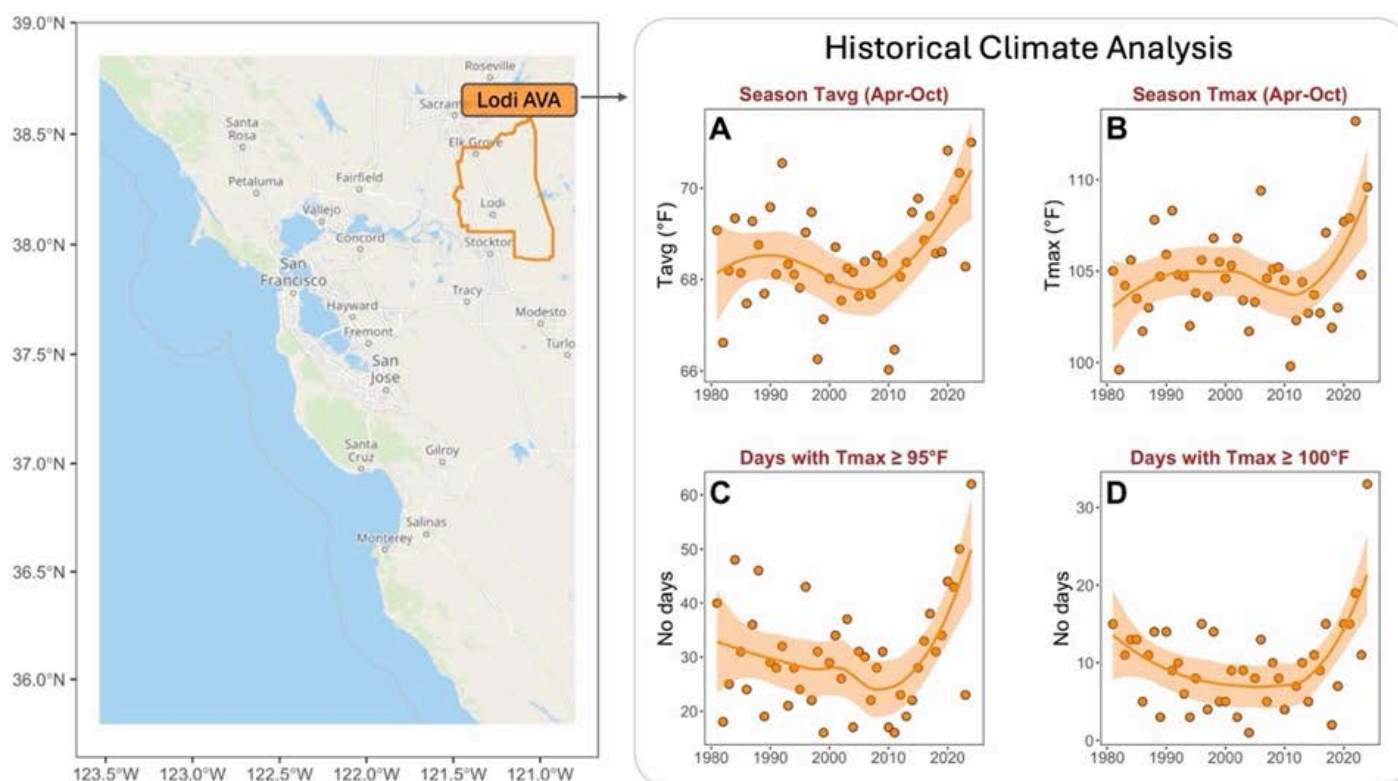 Historical Climate Analysis
39.0°N
38.5°N
38.0°N
37.5°N
37.0°N
36.5°N
36.0°N
123.5°W 123.0°W 122.5°W 122.0°W 121.5°W 121.0°W
Roseville
Lodi AVA
Sacram
Santa
Rosa
Elk Grove
Petaluma
Fairfield
Lodi
Vallejo
Concord
Stockton
San
Francisco
Tracy
Hayward
Modesto
Fremont
Turlo
San
Jose
Santa
Cruz
Gilroy
Salinas
Monterey
Season Tavg (Apr-Oct)
A
Tavg (°F)
70
68
66
1980 1990 2000 2010 2020
Season Tmax (Apr-Oct)
B
Tmax (°F)
110
105
100
1980 1990 2000 2010 2020
Days with Tmax ≥ 95°F
C
No days
60
50
40
30
20
1980 1990 2000 2010 2020
Days with Tmax ≥ 100°F
D
No days
30
20
10
0
1980 1990 2000 2010 2020